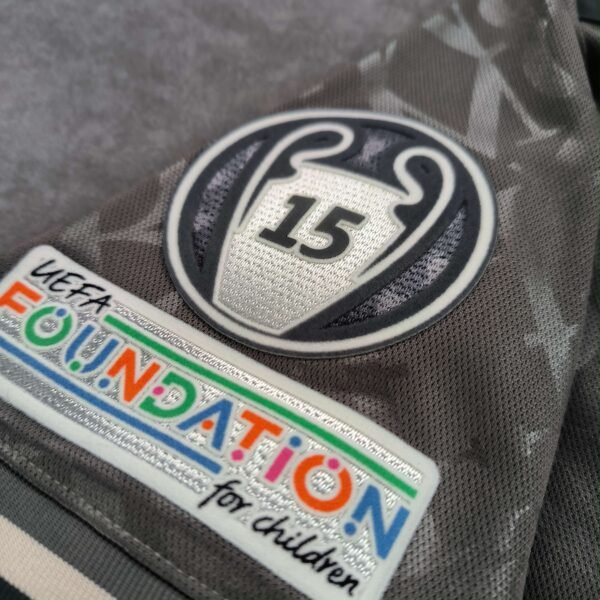 15
UEFA
FOUNDATION
for children